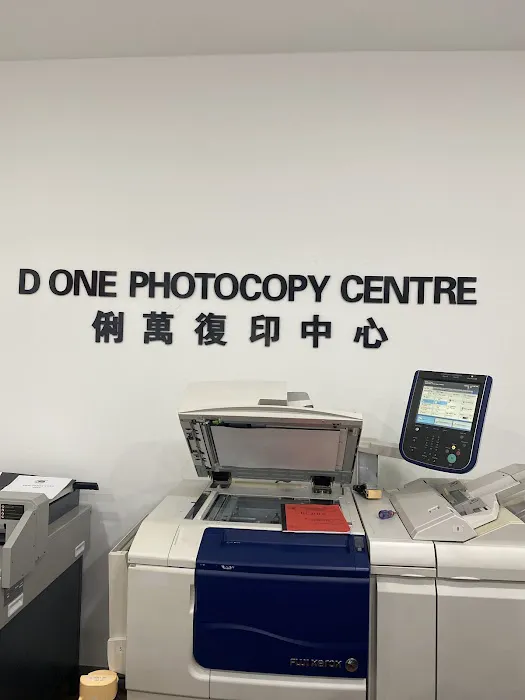 D ONE PHOTOCOPY CENTRE
俐萬復印中心
FUJI xerox